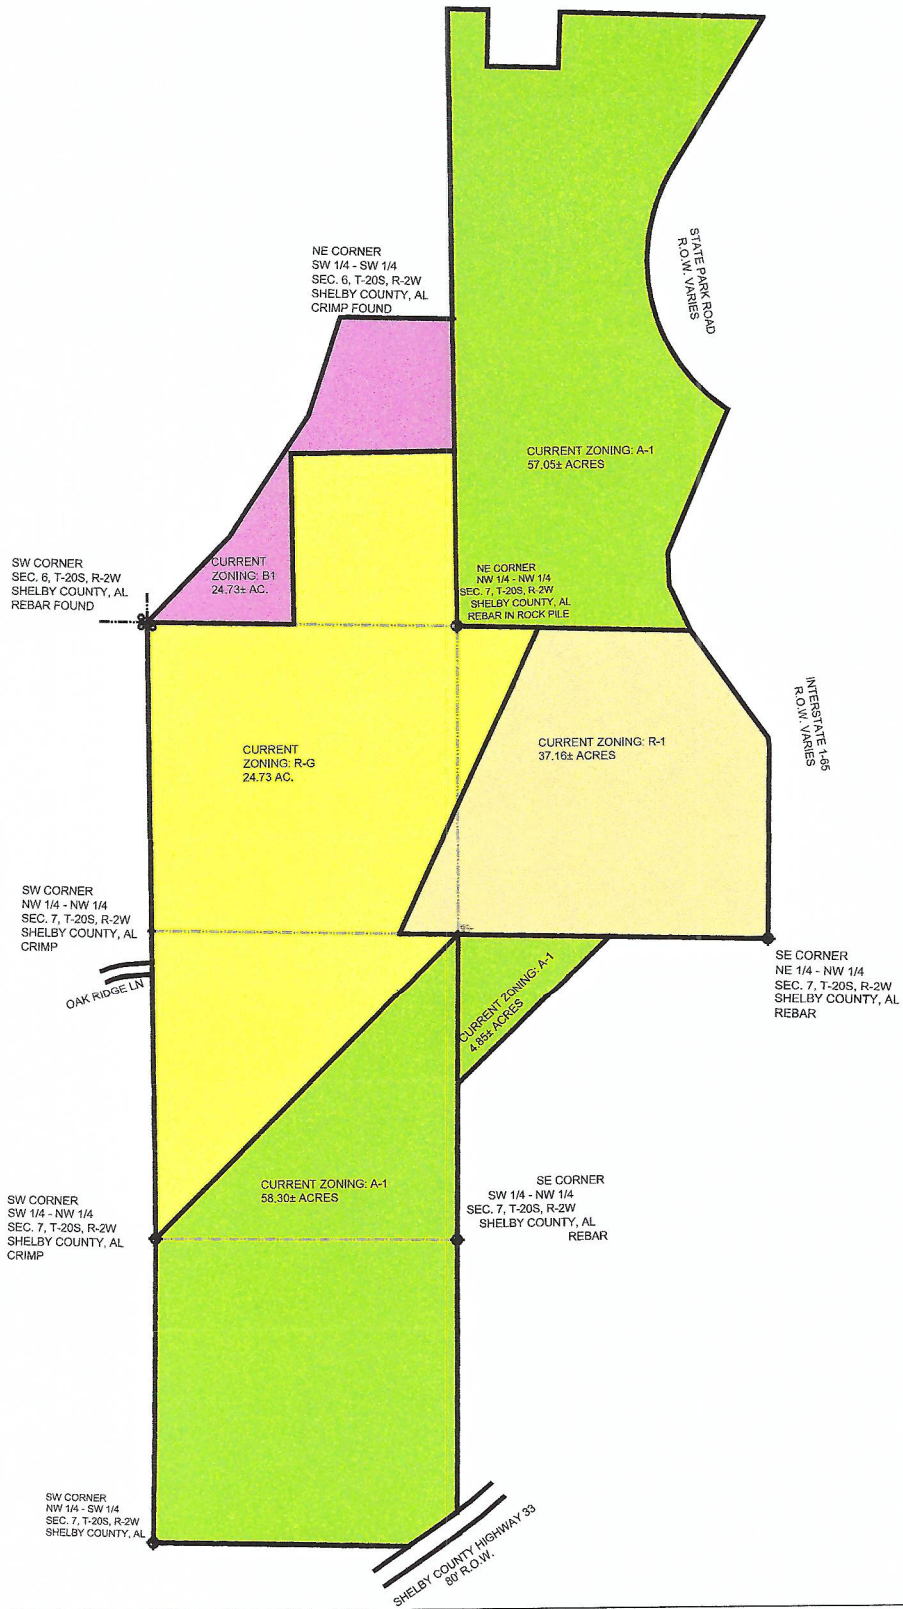 NE CORNER
SW 1/4 - SW 1/4
SEC. 6, T-20S, R-2W
SHELBY COUNTY, AL
CRIMP FOUND
STATE PARK ROAD
R.O.W. VARIES
CURRENT ZONING: A-1
57.05± ACRES
SW CORNER
SEC. 6, T-20S, R-2W
SHELBY COUNTY, AL
REBAR FOUND
CURRENT
ZONING: B1
24.73± AC.
NE CORNER
NW 1/4 - NW 1/4
SEC. 7, T-20S, R-2W
SHELBY COUNTY, AL
REBAR IN ROCK PILE
INTERSTATE 1-65
R.O.W. VARIES
CURRENT
ZONING: R-G
24.73 AC.
CURRENT ZONING: R-1
37.16± ACRES
SW CORNER
NW 1/4 - NW 1/4
SEC. 7, T-20S, R-2W
SHELBY COUNTY, AL
CRIMP
OAK RIDGE LN
SE CORNER
NE 1/4 - NW 1/4
SEC. 7, T-20S, R-2W
SHELBY COUNTY, AL
REBAR
CURRENT ZONING: A-1
4.85± ACRES
CURRENT ZONING: A-1
58.30± ACRES
SE CORNER
SW 1/4 - NW 1/4
SEC. 7, T-20S, R-2W
SHELBY COUNTY, AL
REBAR
SW CORNER
SW 1/4 - NW 1/4
SEC. 7, T-20S, R-2W
SHELBY COUNTY, AL
CRIMP
SW CORNER
NW 1/4 - SW 1/4
SEC. 7, T-20S, R-2W
SHELBY COUNTY, AL
SHELBY COUNTY HIGHWAY 33
80' R.O.W.